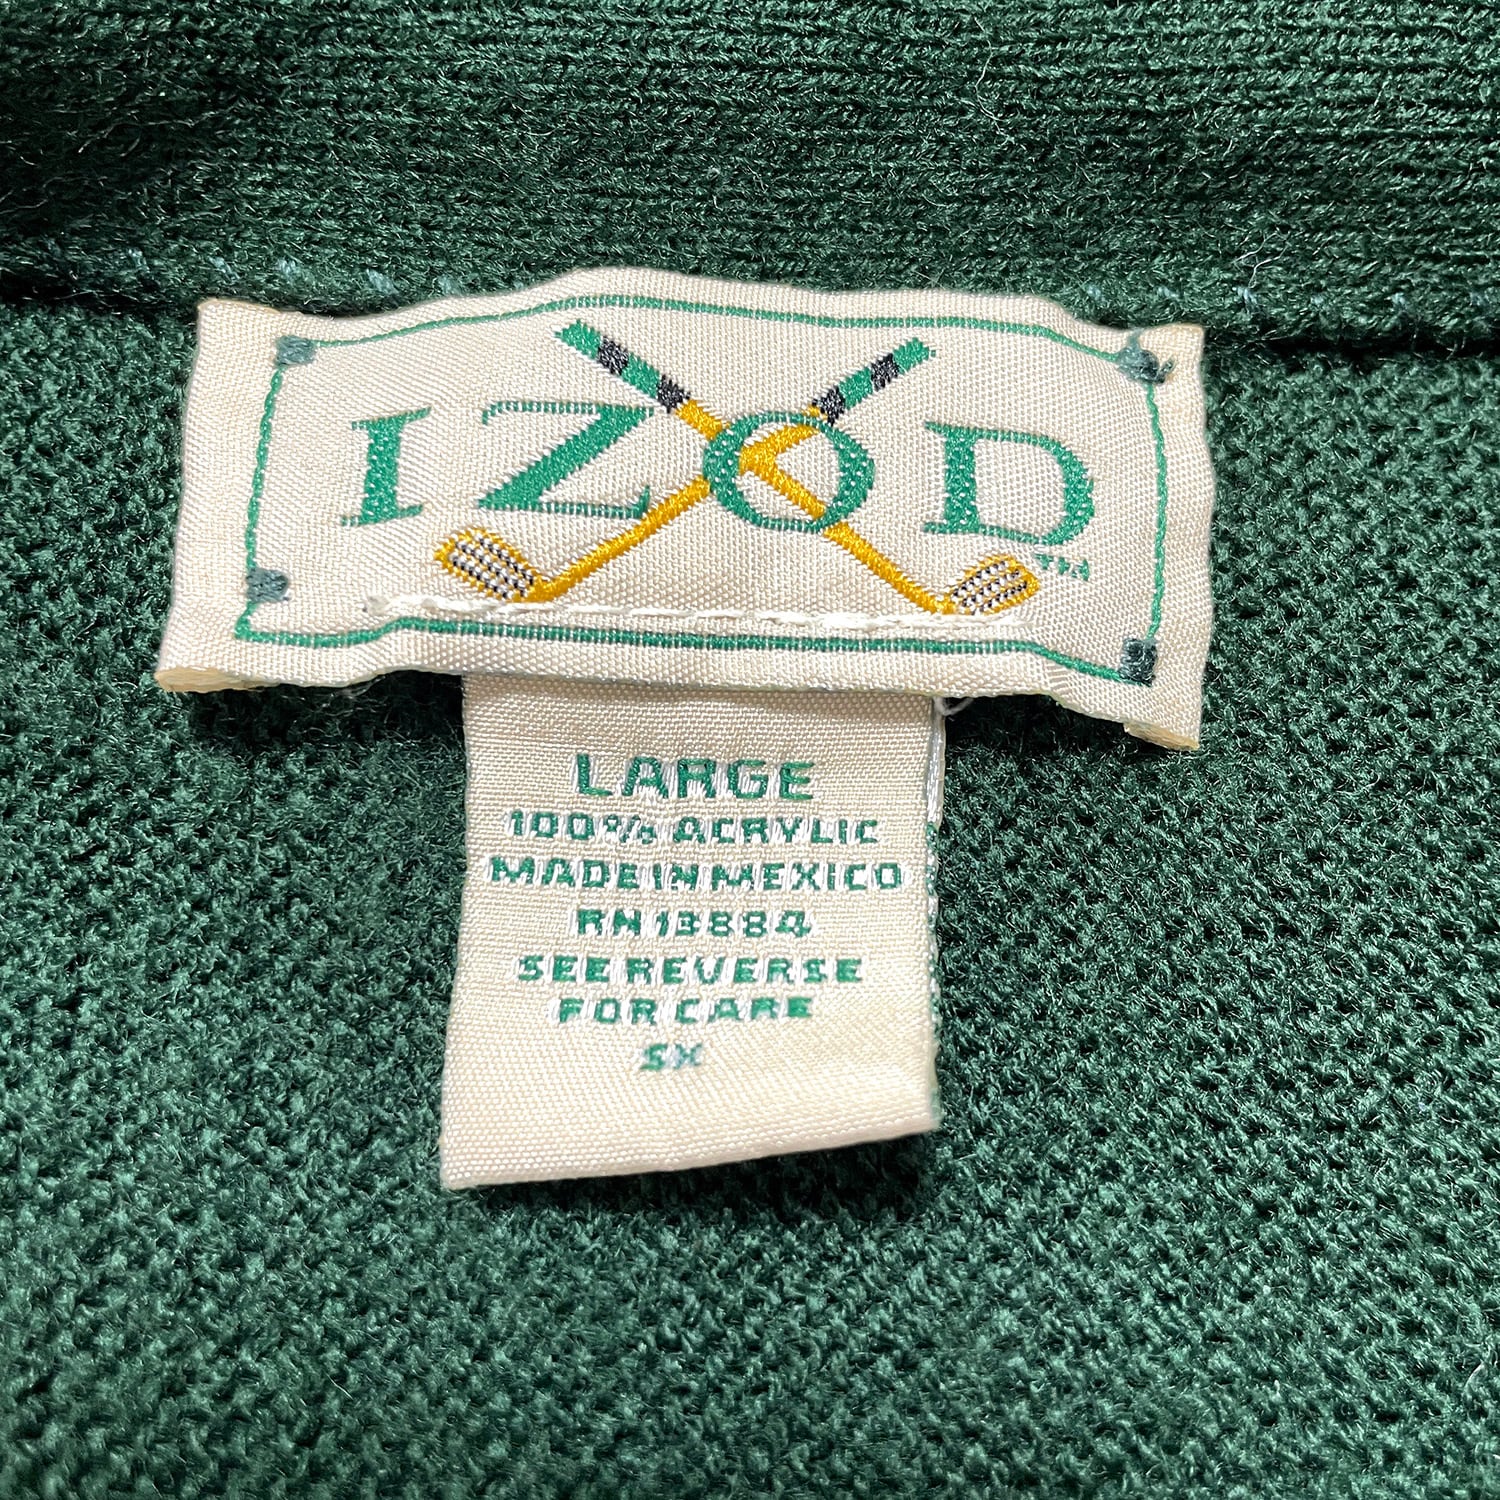 IZOD
TM
LARGE
100% ACRYLIC
MADE IN MEXICO
RN 13884
SEE REVERSE
FOR CARE
SX